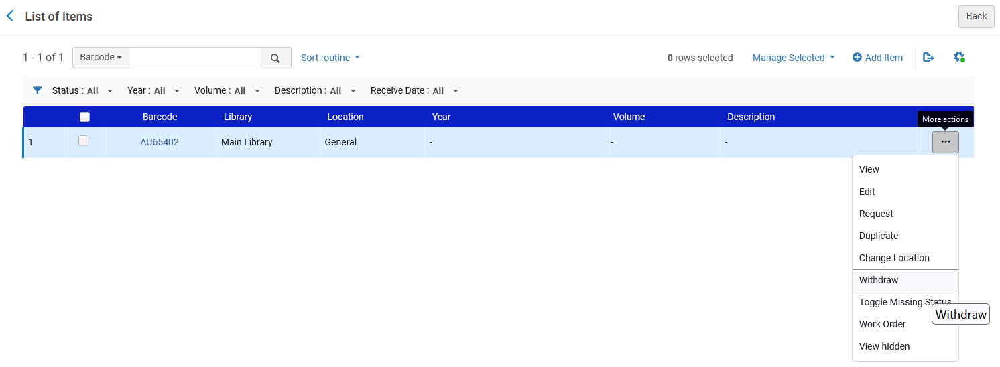 List of Items
Back
1 - 1 of 1 Barcode Sort routine 0 rows selected Manage Selected Add Item
Status : All Year : All Volume : All Description : All Receive Date : All
Barcode Library Location Year Volume Description
More actions
1 AU65402 Main Library General - - -
View
Edit
Request
Duplicate
Change Location
Withdraw
Toggle Missing Status
Withdraw
Work Order
View hidden